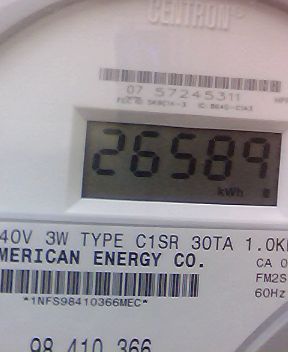 CENTRON
07 57245311
26589
kWh
40V 3W TYPE C1SR 30TA 1.0K
MERICAN ENERGY CO.
CA 0
FM2S
60Hz
*1NFS98410366MEC*
98 410 366